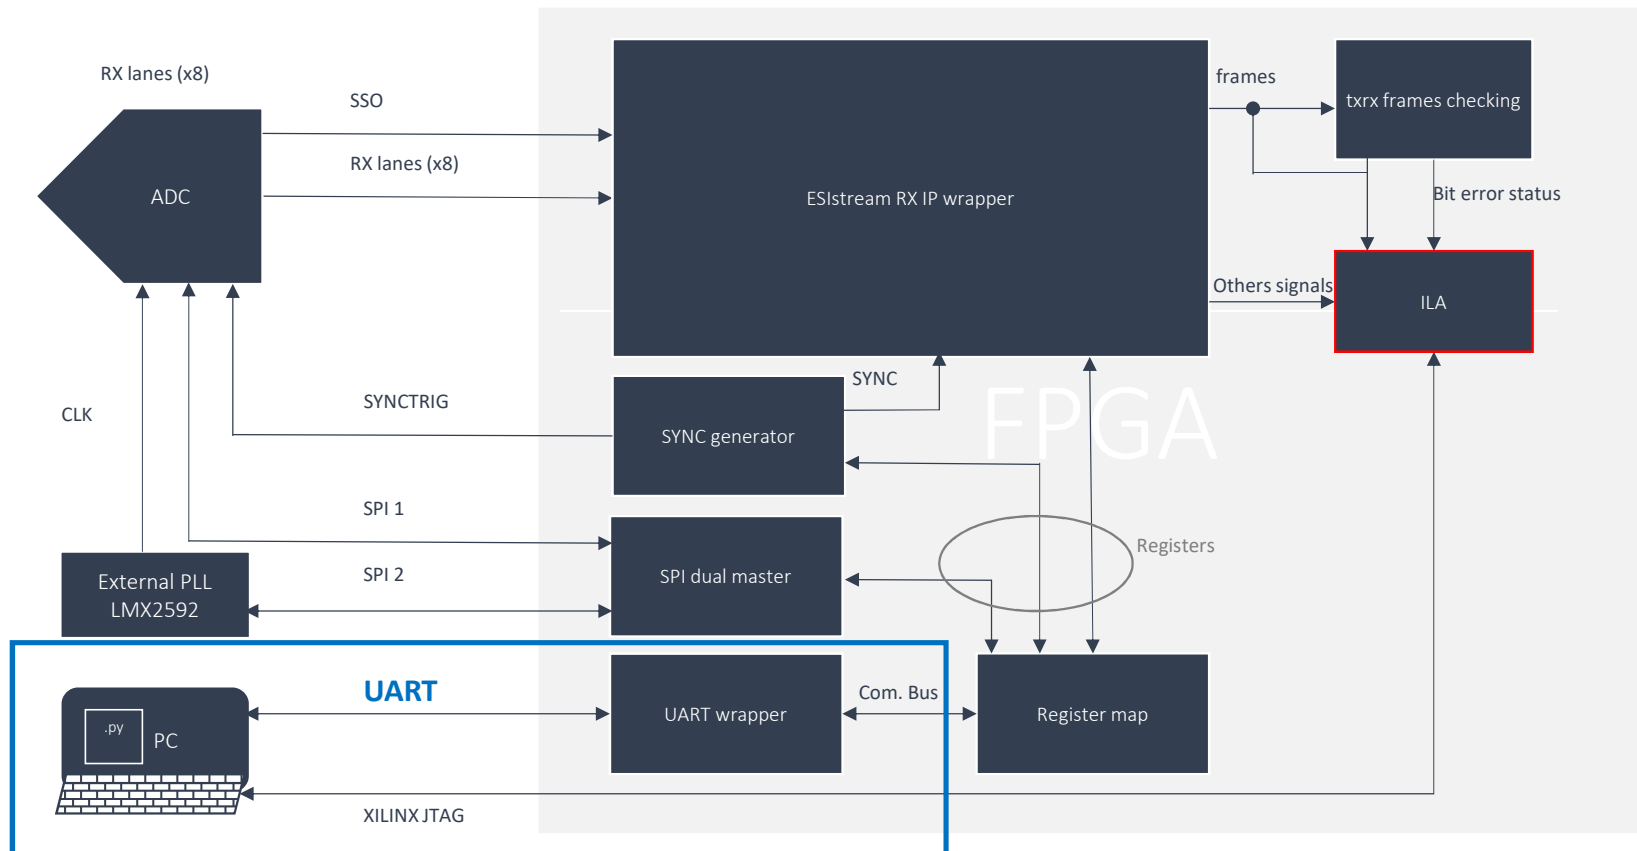 RX lanes (x8)
SSO
RX lanes (x8)
ADC
ESIstream RX IP wrapper
frames
txrx frames checking
Bit error status
Others signals
ILA
CLK
SYNCTRIG
SYNC
SYNC generator
FPGA
SPI 1
SPI 2
SPI dual master
Registers
External PLL
LMX2592
UART
.py
PC
UART wrapper
Com. Bus
Register map
XILINX JTAG